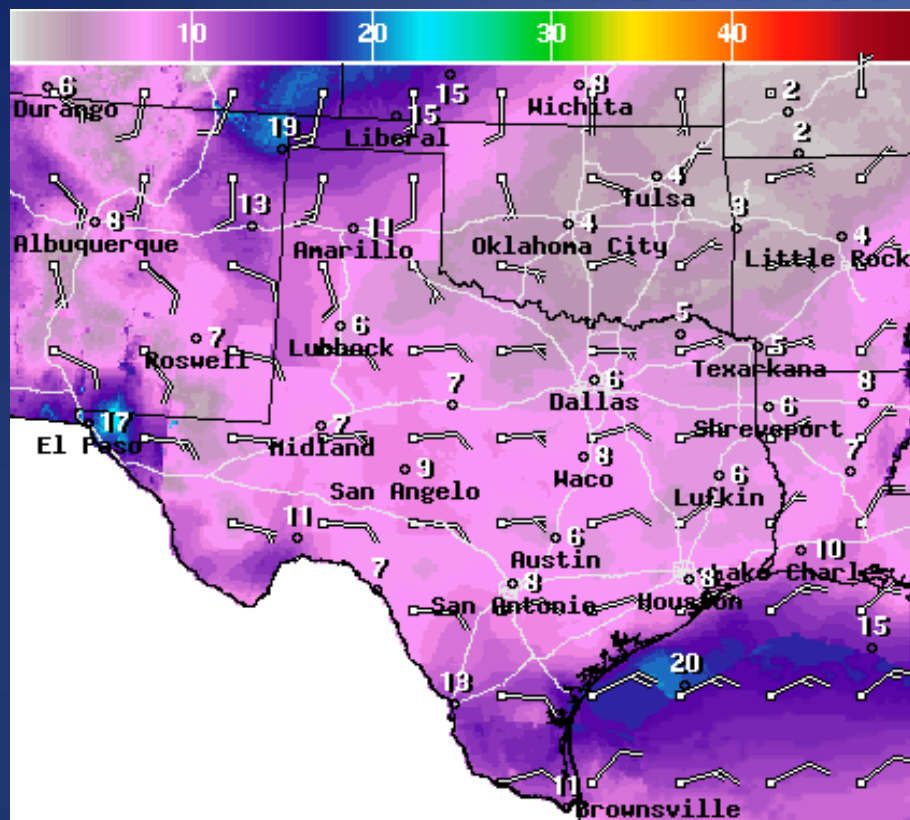 10 20 30 40
6 15 8 2
Durango 15 Wichita
19 Liberal 2
4
13 Tulsa
8 11 4 3 4
Albuquerque Amarillo Oklahoma City Little Rock
7 6 5
Roswell Lubbock Texarkana 5
7 6 8
Dallas 6
17 7 Shreveport
El Paso Midland 8 7
9 Waco 6
San Angelo Lufkin
11 6 10
Austin Lake Charles
7 8 8
San Antonio Houston
15
20
13
11
Brownsville